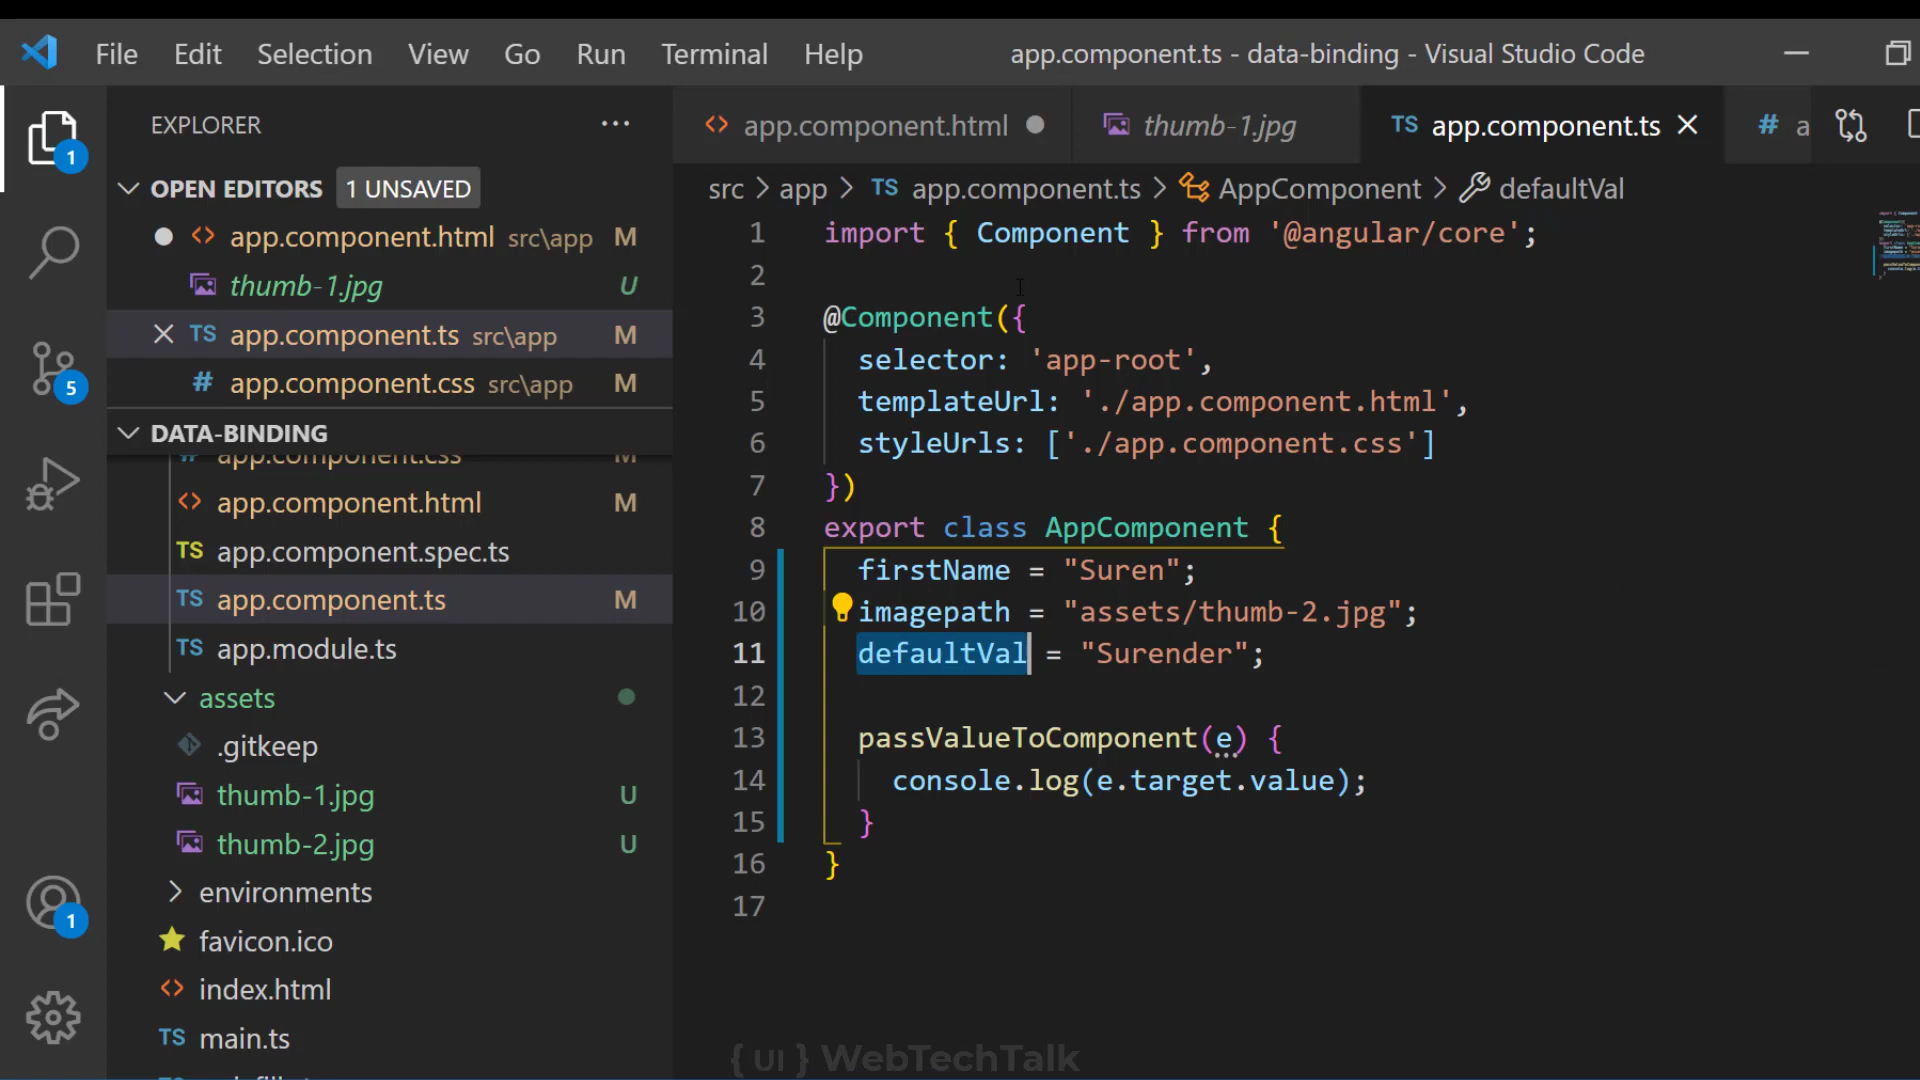 File Edit Selection View Go Run Terminal Help app.component.ts - data-binding - Visual Studio Code
EXPLORER ···
OPEN EDITORS 1 UNSAVED
app.component.html src\app M
thumb-1.jpg U
TS app.component.ts src\app M
# app.component.css src\app M
DATA-BINDING
# app.component.css M
app.component.html M
TS app.component.spec.ts
TS app.component.ts M
TS app.module.ts
assets
.gitkeep
thumb-1.jpg U
thumb-2.jpg U
environments
favicon.ico
index.html
TS main.ts
1
5
1
app.component.html thumb-1.jpg TS app.component.ts # a
src > app > TS app.component.ts > AppComponent > defaultVal
1 import { Component } from '@angular/core';
2
3 @Component({
4 selector: 'app-root',
5 templateUrl: './app.component.html',
6 styleUrls: ['./app.component.css']
7 })
8 export class AppComponent {
9 firstName = "Suren";
10 imagepath = "assets/thumb-2.jpg";
11 defaultVal = "Surender";
12
13 passValueToComponent(e) {
14 console.log(e.target.value);
15 }
16 }
17
{ UI } WebTechTalk